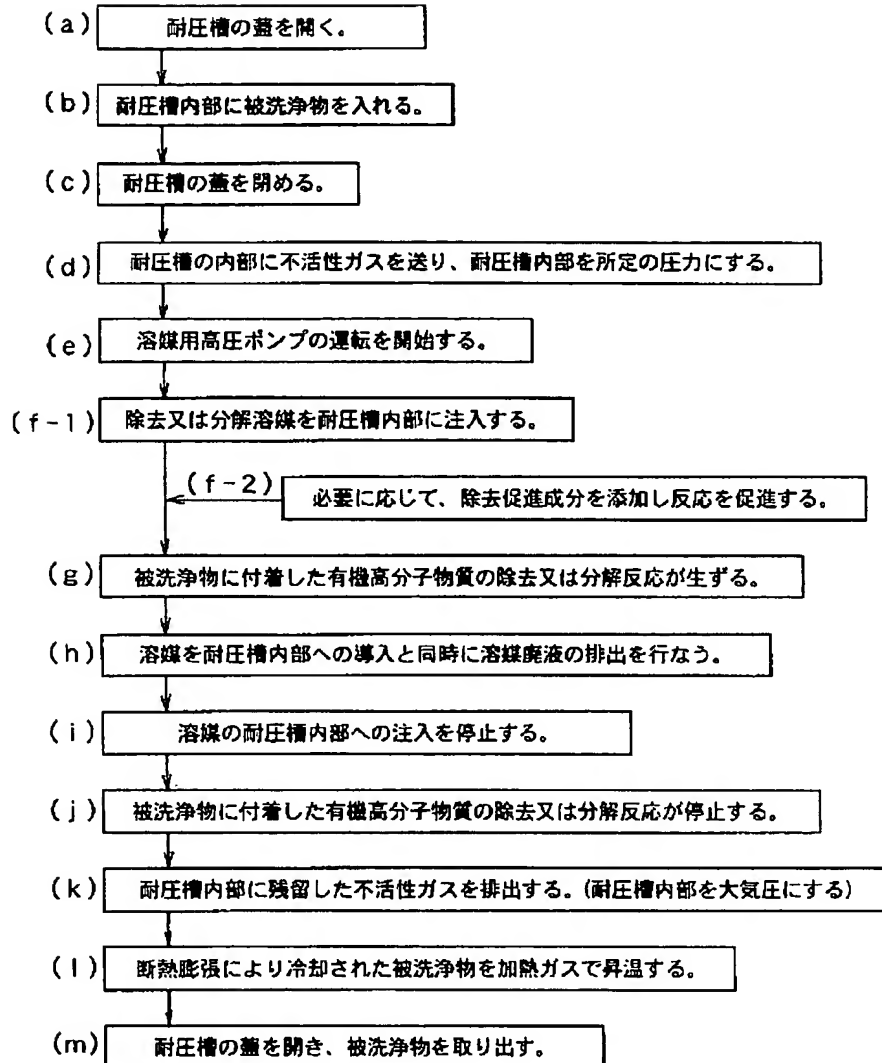 (a) 耐圧槽の蓋を開く。
(b) 耐圧槽内部に被洗浄物を入れる。
(c) 耐圧槽の蓋を閉める。
(d) 耐圧槽の内部に不活性ガスを送り、耐圧槽内部を所定の圧力にする。
(e) 溶媒用高圧ポンプの運転を開始する。
(f-1) 除去又は分解溶媒を耐圧槽内部に注入する。
(f-2) 必要に応じて、除去促進成分を添加し反応を促進する。
(g) 被洗浄物に付着した有機高分子物質の除去又は分解反応が生ずる。
(h) 溶媒を耐圧槽内部への導入と同時に溶媒廃液の排出を行なう。
(i) 溶媒の耐圧槽内部への注入を停止する。
(j) 被洗浄物に付着した有機高分子物質の除去又は分解反応が停止する。
(k) 耐圧槽内部に残留した不活性ガスを排出する。(耐圧槽内部を大気圧にする)
(l) 断熱膨張により冷却された被洗浄物を加熱ガスで昇温する。
(m) 耐圧槽の蓋を開き、被洗浄物を取り出す。